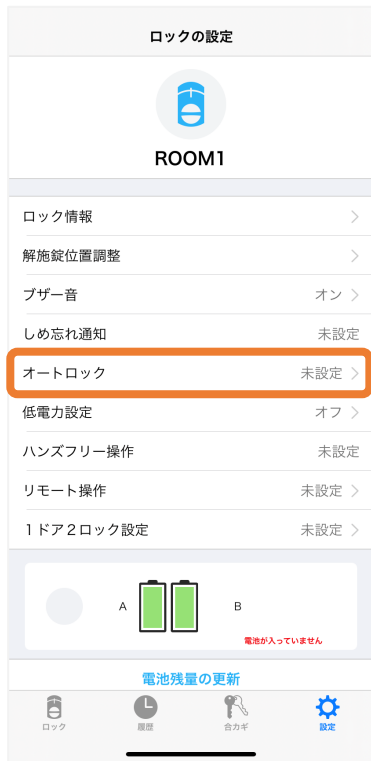 ロックの設定
ROOM1
ロック情報
解施錠位置調整
ブザー音 オン
しめ忘れ通知 未設定
オートロック 未設定
低電力設定 オフ
ハンズフリー操作 未設定
リモート操作 未設定
1ドア2ロック設定 未設定
A B
電池が入っていません
電池残量の更新
ロック 履歴 合カギ 設定